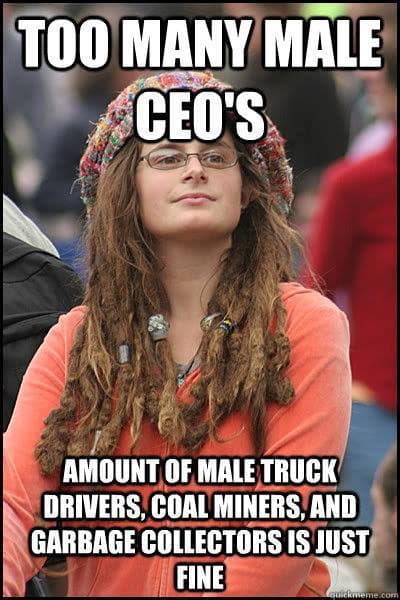 TOO MANY MALE
CEO'S
AMOUNT OF MALE TRUCK
DRIVERS, COAL MINERS, AND
GARBAGE COLLECTORS IS JUST
FINE
quickmeme.com